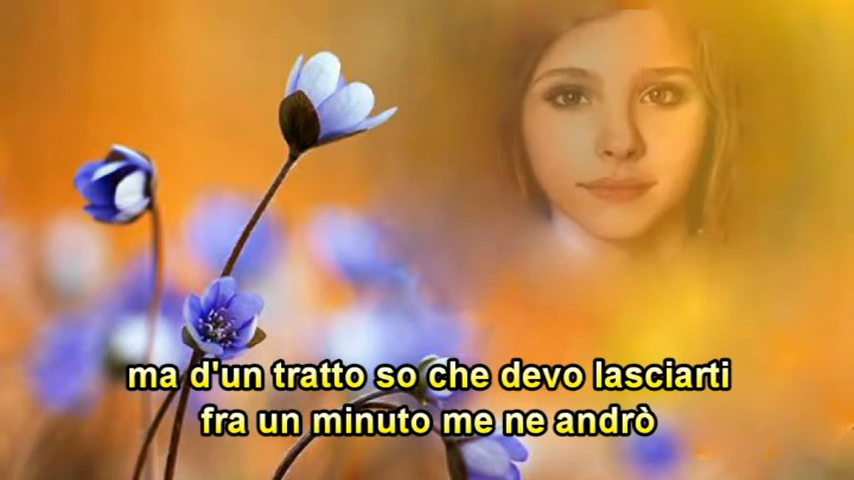 ma d'un tratto so che devo lasciarti
fra un minuto me ne andrò